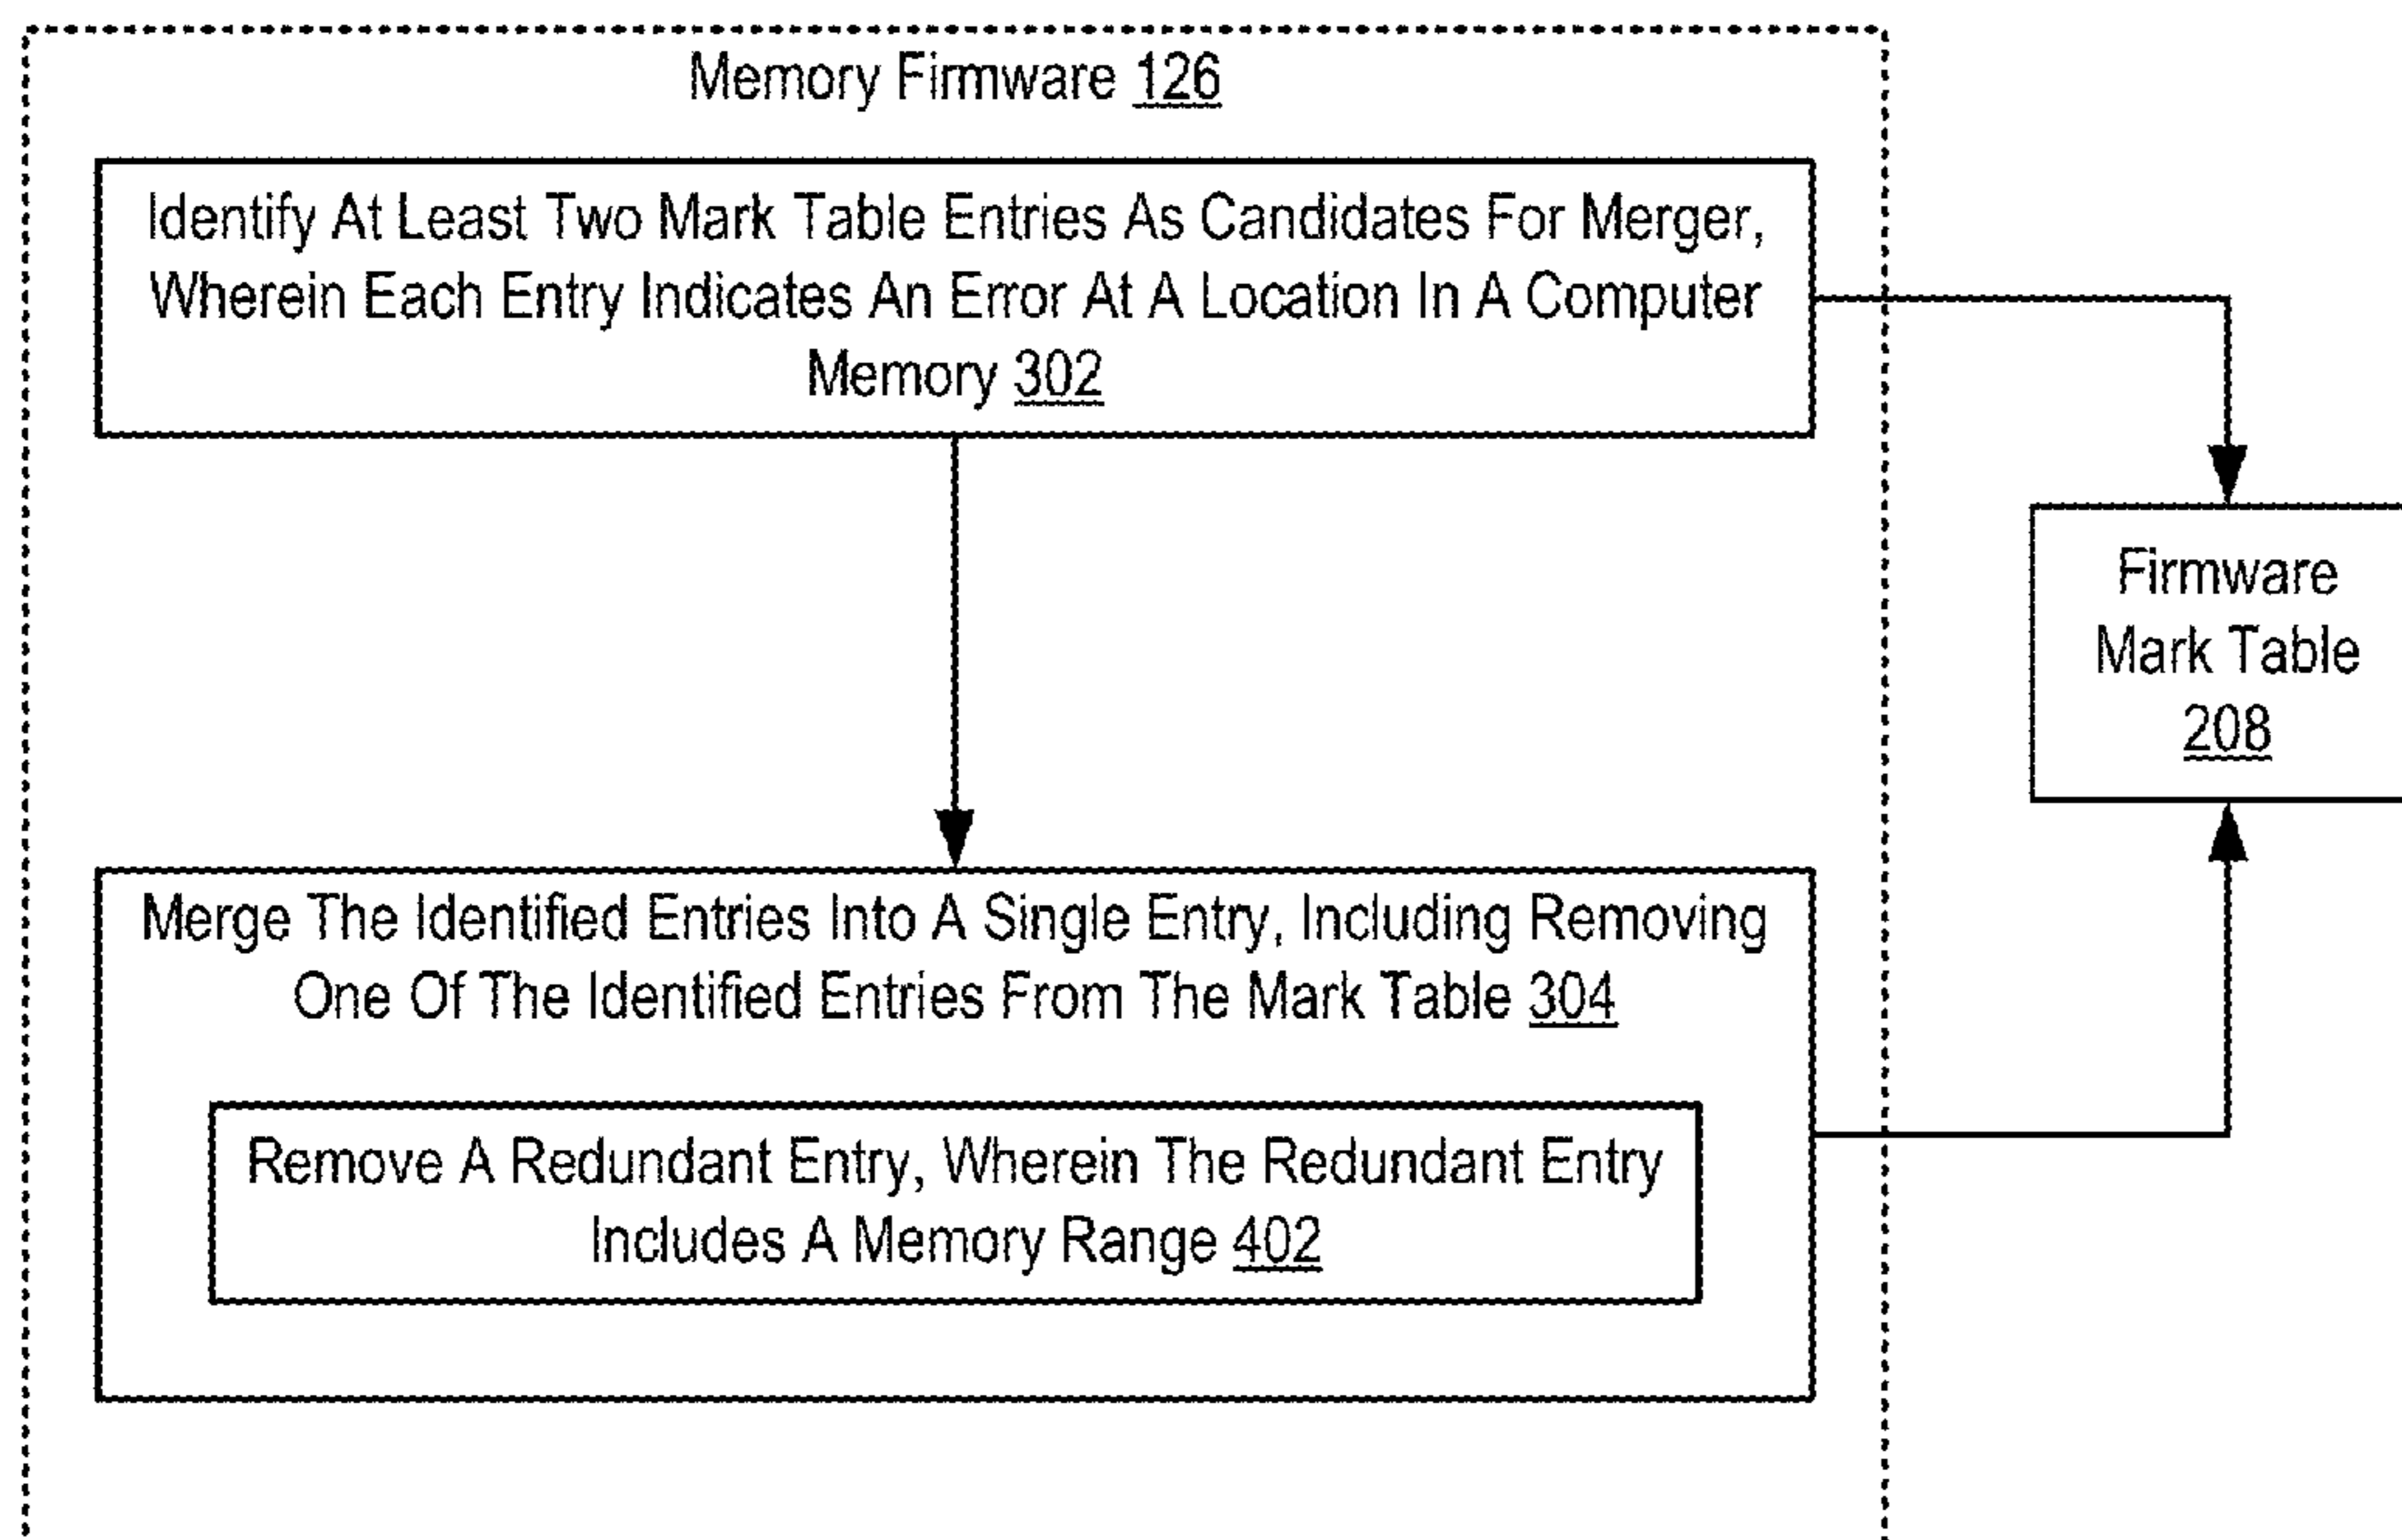 Memory Firmware 126
Identify At Least Two Mark Table Entries As Candidates For Merger,
Wherein Each Entry Indicates An Error At A Location In A Computer
Memory 302
Firmware
Mark Table
208
Merge The Identified Entries Into A Single Entry, Including Removing
One Of The Identified Entries From The Mark Table 304
Remove A Redundant Entry, Wherein The Redundant Entry
Includes A Memory Range 402